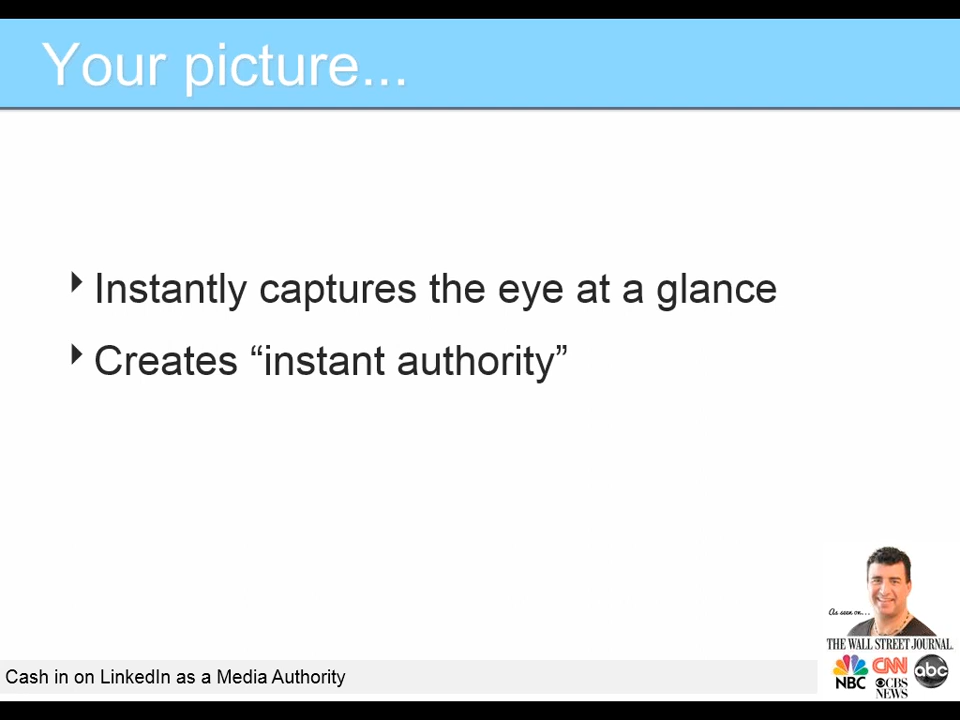 Your picture...
Instantly captures the eye at a glance
Creates “instant authority”
As seen on...
THE WALL STREET JOURNAL.
NBC
CNN
CBS
NEWS
abc
Cash in on LinkedIn as a Media Authority